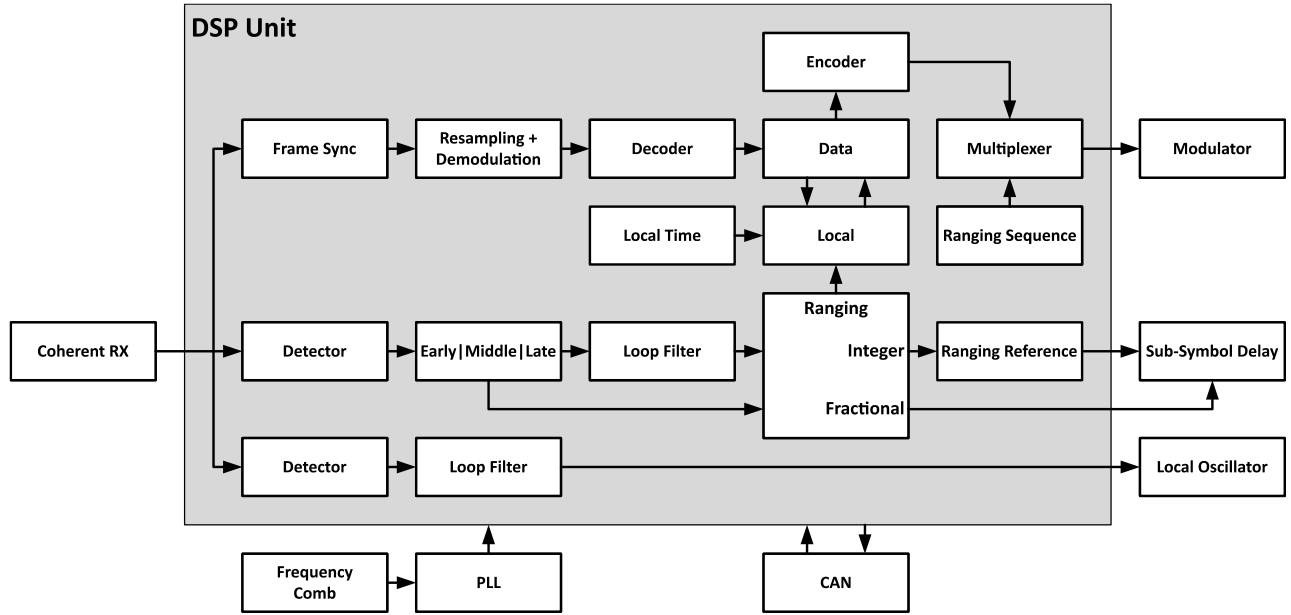 DSP Unit
Encoder
Frame Sync
Resampling +
Demodulation
Decoder
Data
Multiplexer
Modulator
Local Time
Local
Ranging Sequence
Ranging
Coherent RX
Detector
Early|Middle|Late
Loop Filter
Integer
Ranging Reference
Sub-Symbol Delay
Fractional
Detector
Loop Filter
Local Oscillator
Frequency
Comb
PLL
CAN